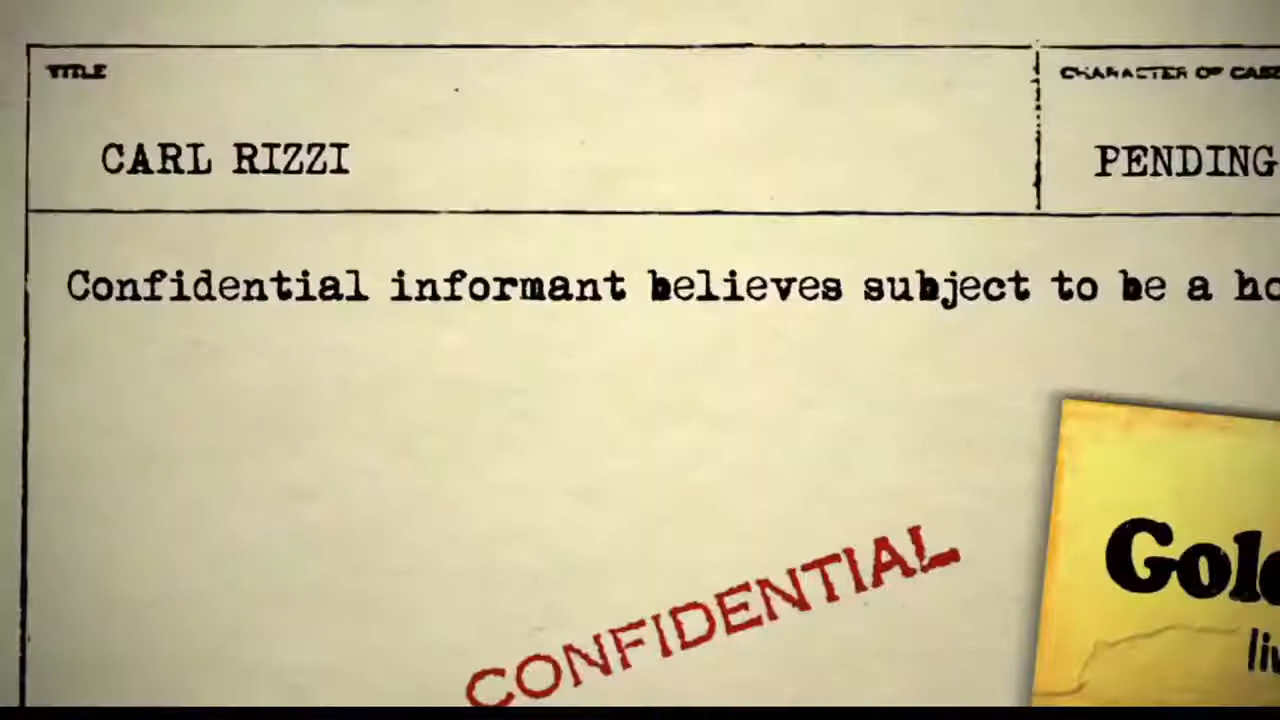 TITLE
CHARACTER OF CASE
CARL RIZZI
PENDING
Confidential informant believes subject to be a
CONFIDENTIAL